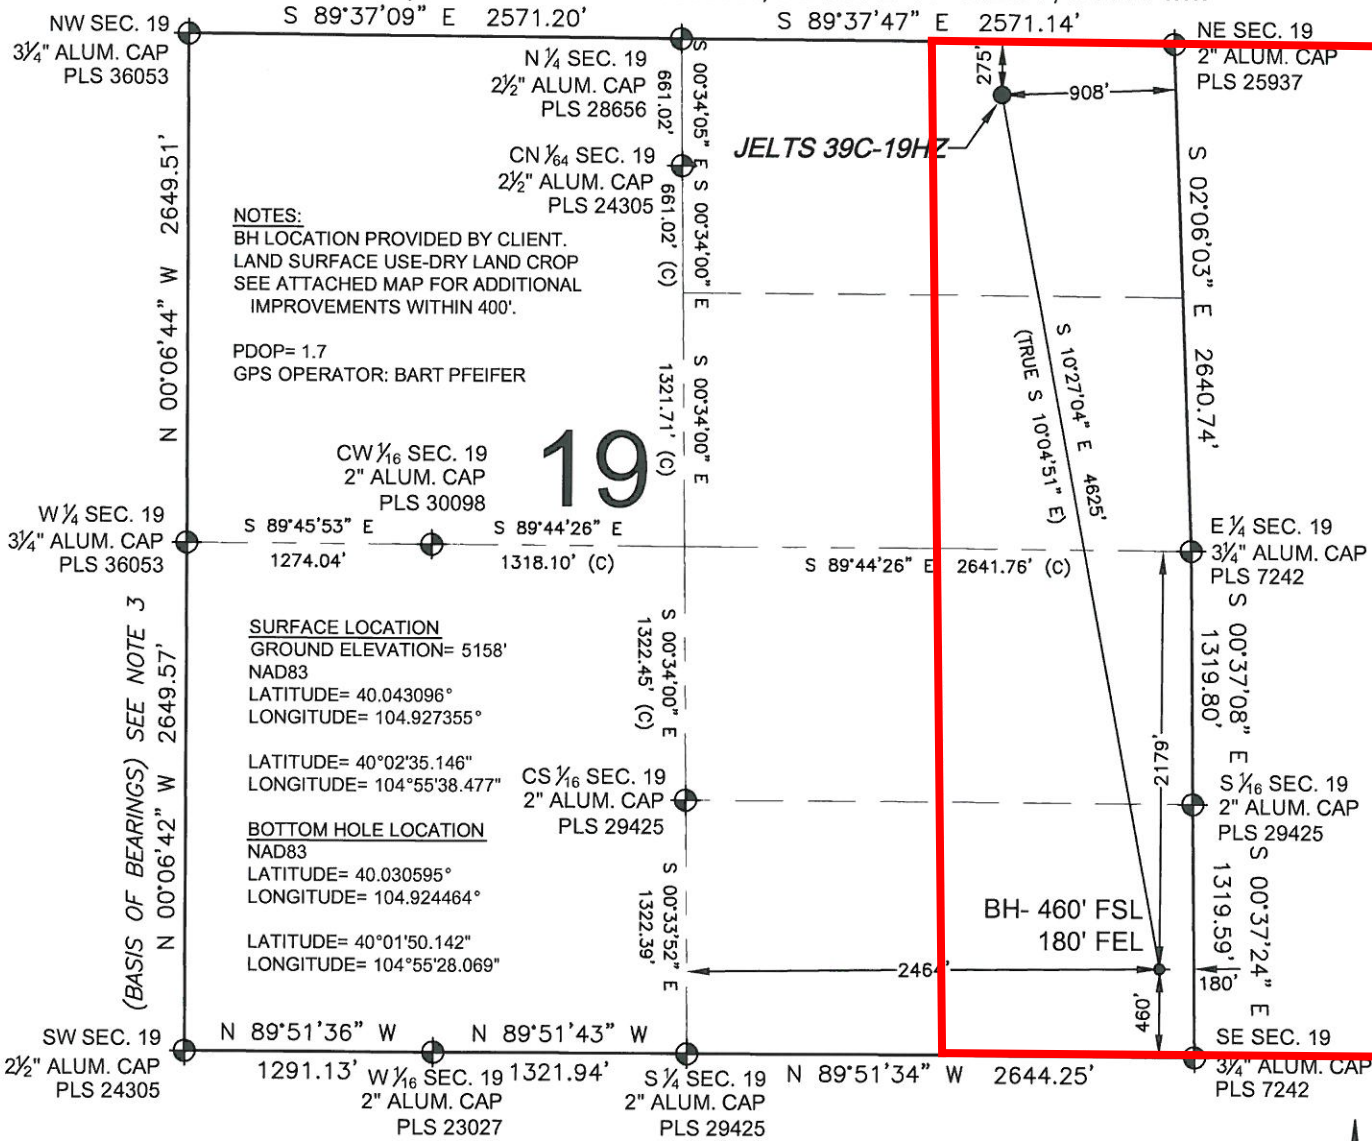 S 89°37'09" E 2571.20'
S 89°37'47" E 2571.14'
NW SEC. 19
3¼" ALUM. CAP
PLS 36053
N ¼ SEC. 19
2½" ALUM. CAP
PLS 28656
NE SEC. 19
2" ALUM. CAP
PLS 25937
275'
908'
JELTS 39C-19HZ
S 00°34'05" E
661.02'
CN 1/64 SEC. 19
2½" ALUM. CAP
PLS 24305
S 00°34'00" E
661.02' (C)
N 00°06'44" W 2649.51'
S 02°06'03" E 2640.74'
NOTES:
BH LOCATION PROVIDED BY CLIENT.
LAND SURFACE USE-DRY LAND CROP
SEE ATTACHED MAP FOR ADDITIONAL
IMPROVEMENTS WITHIN 400'.
PDOP= 1.7
GPS OPERATOR: BART PFEIFER
S 00°34'00" E
1321.71' (C)
S 10°27'04" E 4625'
(TRUE S 10°04'51" E)
19
CW 1/16 SEC. 19
2" ALUM. CAP
PLS 30098
W ¼ SEC. 19
3¼" ALUM. CAP
PLS 36053
S 89°45'53" E
1274.04'
S 89°44'26" E
1318.10' (C)
S 89°44'26" E 2641.76' (C)
E ¼ SEC. 19
3¼" ALUM. CAP
PLS 7242
(BASIS OF BEARINGS) SEE NOTE 3
N 00°06'42" W 2649.57'
SURFACE LOCATION
GROUND ELEVATION= 5158'
NAD83
LATITUDE= 40.043096°
LONGITUDE= 104.927355°
LATITUDE= 40°02'35.146"
LONGITUDE= 104°55'38.477"
S 00°34'00" E
1322.45' (C)
S 00°37'08" E
1319.80'
2179'
CS 1/16 SEC. 19
2" ALUM. CAP
PLS 29425
S 1/16 SEC. 19
2" ALUM. CAP
PLS 29425
BOTTOM HOLE LOCATION
NAD83
LATITUDE= 40.030595°
LONGITUDE= 104.924464°
LATITUDE= 40°01'50.142"
LONGITUDE= 104°55'28.069"
S 00°33'52" E
1322.39'
S 00°37'24" E
1319.59'
BH- 460' FSL
180' FEL
2464'
180'
460'
SW SEC. 19
2½" ALUM. CAP
PLS 24305
N 89°51'36" W
1291.13'
W 1/16 SEC. 19
2" ALUM. CAP
PLS 23027
N 89°51'43" W
1321.94'
S ¼ SEC. 19
2" ALUM. CAP
PLS 29425
N 89°51'34" W 2644.25'
SE SEC. 19
3¼" ALUM. CAP
PLS 7242